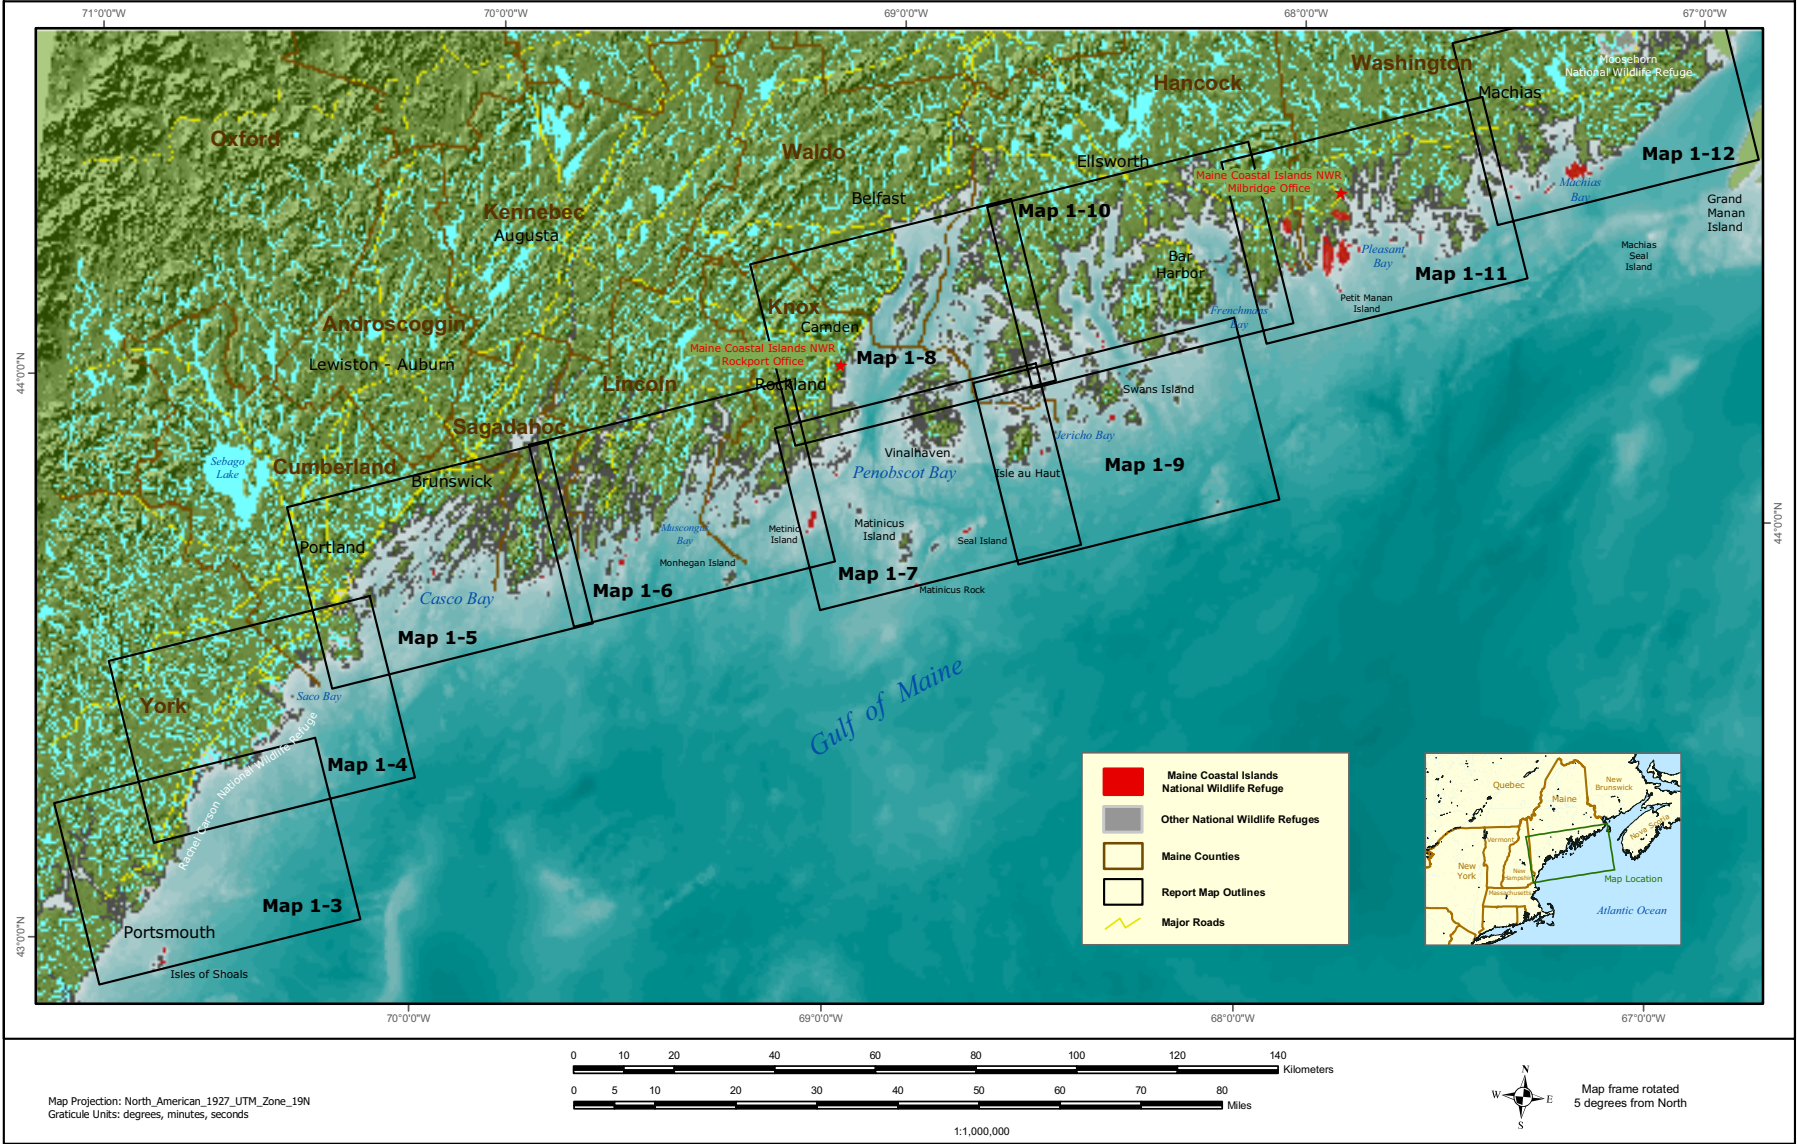 71°0'0"W
70°0'0"W
69°0'0"W
68°0'0"W
67°0'0"W
44°0'0"N
43°0'0"N
44°0'0"N
70°0'0"W
69°0'0"W
68°0'0"W
67°0'0"W
Oxford
Kennebec
Augusta
Waldo
Belfast
Hancock
Ellsworth
Washington
Machias
Moosehorn
National Wildlife Refuge
Map 1-12
Machias
Bay
Grand
Manan
Island
Machias
Seal
Island
Maine Coastal Islands NWR
Milbridge Office
Map 1-10
Bar
Harbor
Pleasant
Bay
Map 1-11
Petit Manan
Island
Frenchmans
Bay
Knox
Camden
Androscoggin
Lewiston - Auburn
Maine Coastal Islands NWR
Rockport Office
Map 1-8
Rockland
Lincoln
Sagadahoc
Swans Island
Jericho Bay
Map 1-9
Vinalhaven
Penobscot Bay
Isle au Haut
Sebago
Lake
Cumberland
Brunswick
Portland
Muscongus
Bay
Monhegan Island
Metinic
Island
Matinicus
Island
Seal Island
Map 1-7
Matinicus Rock
Map 1-6
Casco Bay
Map 1-5
York
Saco Bay
Rachel Carson National Wildlife Refuge
Map 1-4
Gulf of Maine
Map 1-3
Portsmouth
Isles of Shoals
Maine Coastal Islands
National Wildlife Refuge
Other National Wildlife Refuges
Maine Counties
Report Map Outlines
Major Roads
Quebec
New
Brunswick
Maine
Nova Scotia
Vermont
New
York
New
Hampshire
Massachusetts
Map Location
Atlantic Ocean
0 10 20 40 60 80 100 120 140
Kilometers
0 5 10 20 30 40 50 60 70 80
Miles
1:1,000,000
Map Projection: North_American_1927_UTM_Zone_19N
Graticule Units: degrees, minutes, seconds
N
W
E
S
Map frame rotated
5 degrees from North